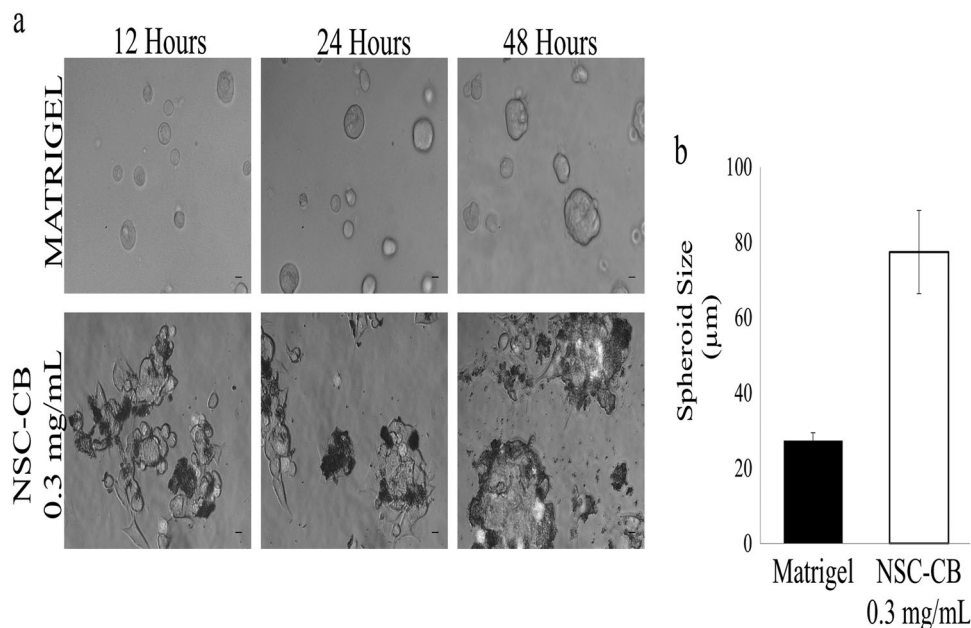 a
12 Hours
24 Hours
48 Hours
MATRIGEL
NSC-CB
0.3 mg/mL
b
Spheroid Size
(μm)
100
80
60
40
20
0
Matrigel
NSC-CB
0.3 mg/mL